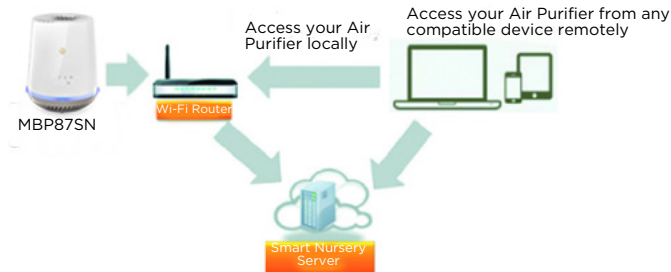 Access your Air
Purifier locally
Access your Air Purifier from any
compatible device remotely
MBP87SN
Wi-Fi Router
Smart Nursery
Server